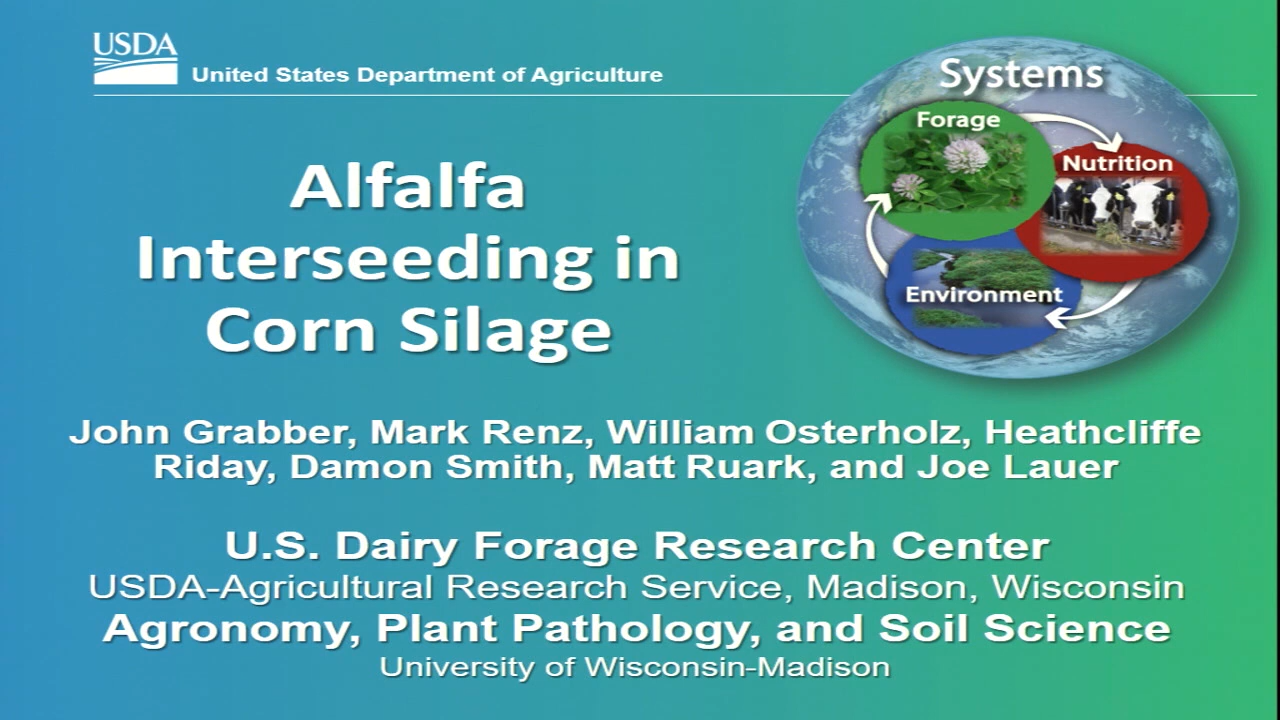 USDA
United States Department of Agriculture
Systems
Forage
Nutrition
Environment
Alfalfa
Interseeding in
Corn Silage
John Grabber, Mark Renz, William Osterholz, Heathcliffe
Riday, Damon Smith, Matt Ruark, and Joe Lauer
U.S. Dairy Forage Research Center
USDA-Agricultural Research Service, Madison, Wisconsin
Agronomy, Plant Pathology, and Soil Science
University of Wisconsin-Madison